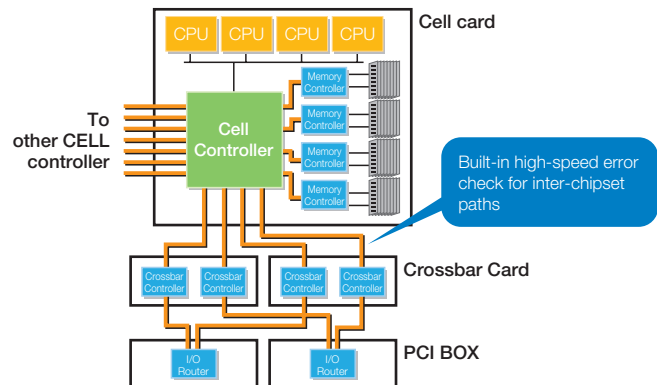 Cell card
CPU CPU CPU CPU
Memory
Controller
Memory
Controller
Memory
Controller
Memory
Controller
Cell
Controller
To
other CELL
controller
Built-in high-speed error
check for inter-chipset
paths
Crossbar Card
Crossbar
Controller
Crossbar
Controller
Crossbar
Controller
Crossbar
Controller
PCI BOX
I/O
Router
I/O
Router